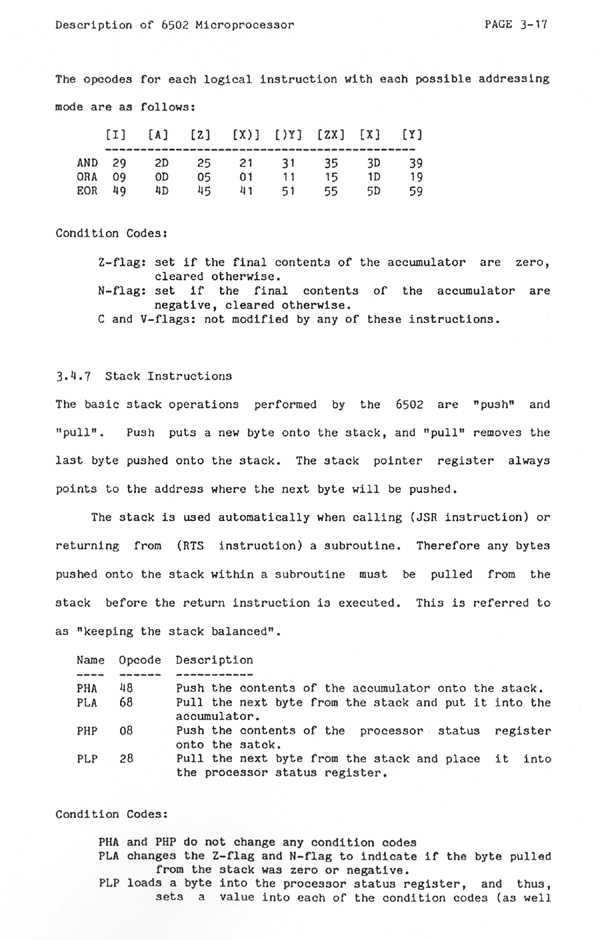 Description of 6502 Microprocessor PAGE 3-17
The opcodes for each logical instruction with each possible addressing
mode are as follows:
[I] [A] [Z] [X)] [)Y] [ZX] [X] [Y]
------------------------------------------
AND 29 2D 25 21 31 35 3D 39
ORA 09 0D 05 01 11 15 1D 19
EOR 49 4D 45 41 51 55 5D 59
Condition Codes:
Z-flag: set if the final contents of the accumulator are zero,
cleared otherwise.
N-flag: set if the final contents of the accumulator are
negative, cleared otherwise.
C and V-flags: not modified by any of these instructions.
3.4.7 Stack Instructions
The basic stack operations performed by the 6502 are "push" and
"pull". Push puts a new byte onto the stack, and "pull" removes the
last byte pushed onto the stack. The stack pointer register always
points to the address where the next byte will be pushed.
The stack is used automatically when calling (JSR instruction) or
returning from (RTS instruction) a subroutine. Therefore any bytes
pushed onto the stack within a subroutine must be pulled from the
stack before the return instruction is executed. This is referred to
as "keeping the stack balanced".
Name Opcode Description
---- ------ -----------
PHA 48 Push the contents of the accumulator onto the stack.
PLA 68 Pull the next byte from the stack and put it into the
accumulator.
PHP 08 Push the contents of the processor status register
onto the satck.
PLP 28 Pull the next byte from the stack and place it into
the processor status register.
Condition Codes:
PHA and PHP do not change any condition codes
PLA changes the Z-flag and N-flag to indicate if the byte pulled
from the stack was zero or negative.
PLP loads a byte into the processor status register, and thus,
sets a value into each of the condition codes (as well